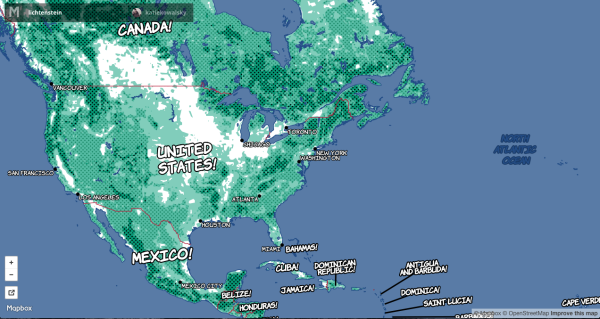 M lichtenstein
kattekowalsky
CANADA!
VANCOUVER
TORONTO
CHICAGO
NEW YORK
WASHINGTON
UNITED
STATES!
SAN FRANCISCO
LOS ANGELES
ATLANTA
HOUSTON
NORTH
ATLANTIC
OCEAN
MIAMI
BAHAMAS!
MEXICO!
CUBA!
DOMINICAN
REPUBLIC!
ANTIGUA
AND BARBUDA!
MEXICO CITY
JAMAICA!
BELIZE!
DOMINICA!
HONDURAS!
SAINT LUCIA!
CAPE VERDE
+
−
Mapbox
© Mapbox © OpenStreetMap Improve this map